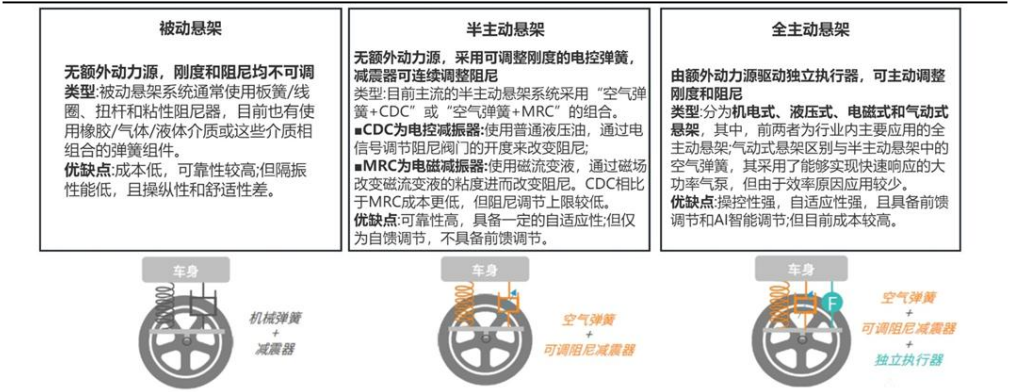 被动悬架
无额外动力源，刚度和阻尼均不可调
类型:被动悬架系统通常使用板簧/线
圈、扭杆和粘性阻尼器，目前也有使
用橡胶/气体/液体介质或这些介质相
组合的弹簧组件。
优缺点:成本低，可靠性较高;但隔振
性能低，且操纵性和舒适性差。
半主动悬架
无额外动力源，采用可调整刚度的电控弹簧，
减震器可连续调整阻尼
类型:目前主流的半主动悬架系统采用“空气弹
簧+CDC”或“空气弹簧+MRC”的组合。
■CDC为电控减振器:使用普通液压油，通过电
信号调节阻尼阀门的开度来改变阻尼;
■MRC为电磁减振器:使用磁流变液，通过磁场
改变磁流变液的粘度进而改变阻尼。CDC相比
于MRC成本更低，但阻尼调节上限较低。
优缺点:可靠性高，具备一定的自适应性;但仅
为自馈调节，不具备前馈调节。
全主动悬架
由额外动力源驱动独立执行器，可主动调整
刚度和阻尼
类型:分为机电式、液压式、电磁式和气动式
悬架，其中，前两者为行业内主要应用的全
主动悬架;气动式悬架区别与半主动悬架中的
空气弹簧，其采用了能够实现快速响应的大
功率气泵，但由于效率原因应用较少。
优缺点:操控性强，自适应性强，且具备前馈
调节和AI智能调节;但目前成本较高。
车身
机械弹簧
+
减震器
车身
空气弹簧
+
可调阻尼减震器
车身
F
空气弹簧
+
可调阻尼减震器
+
独立执行器